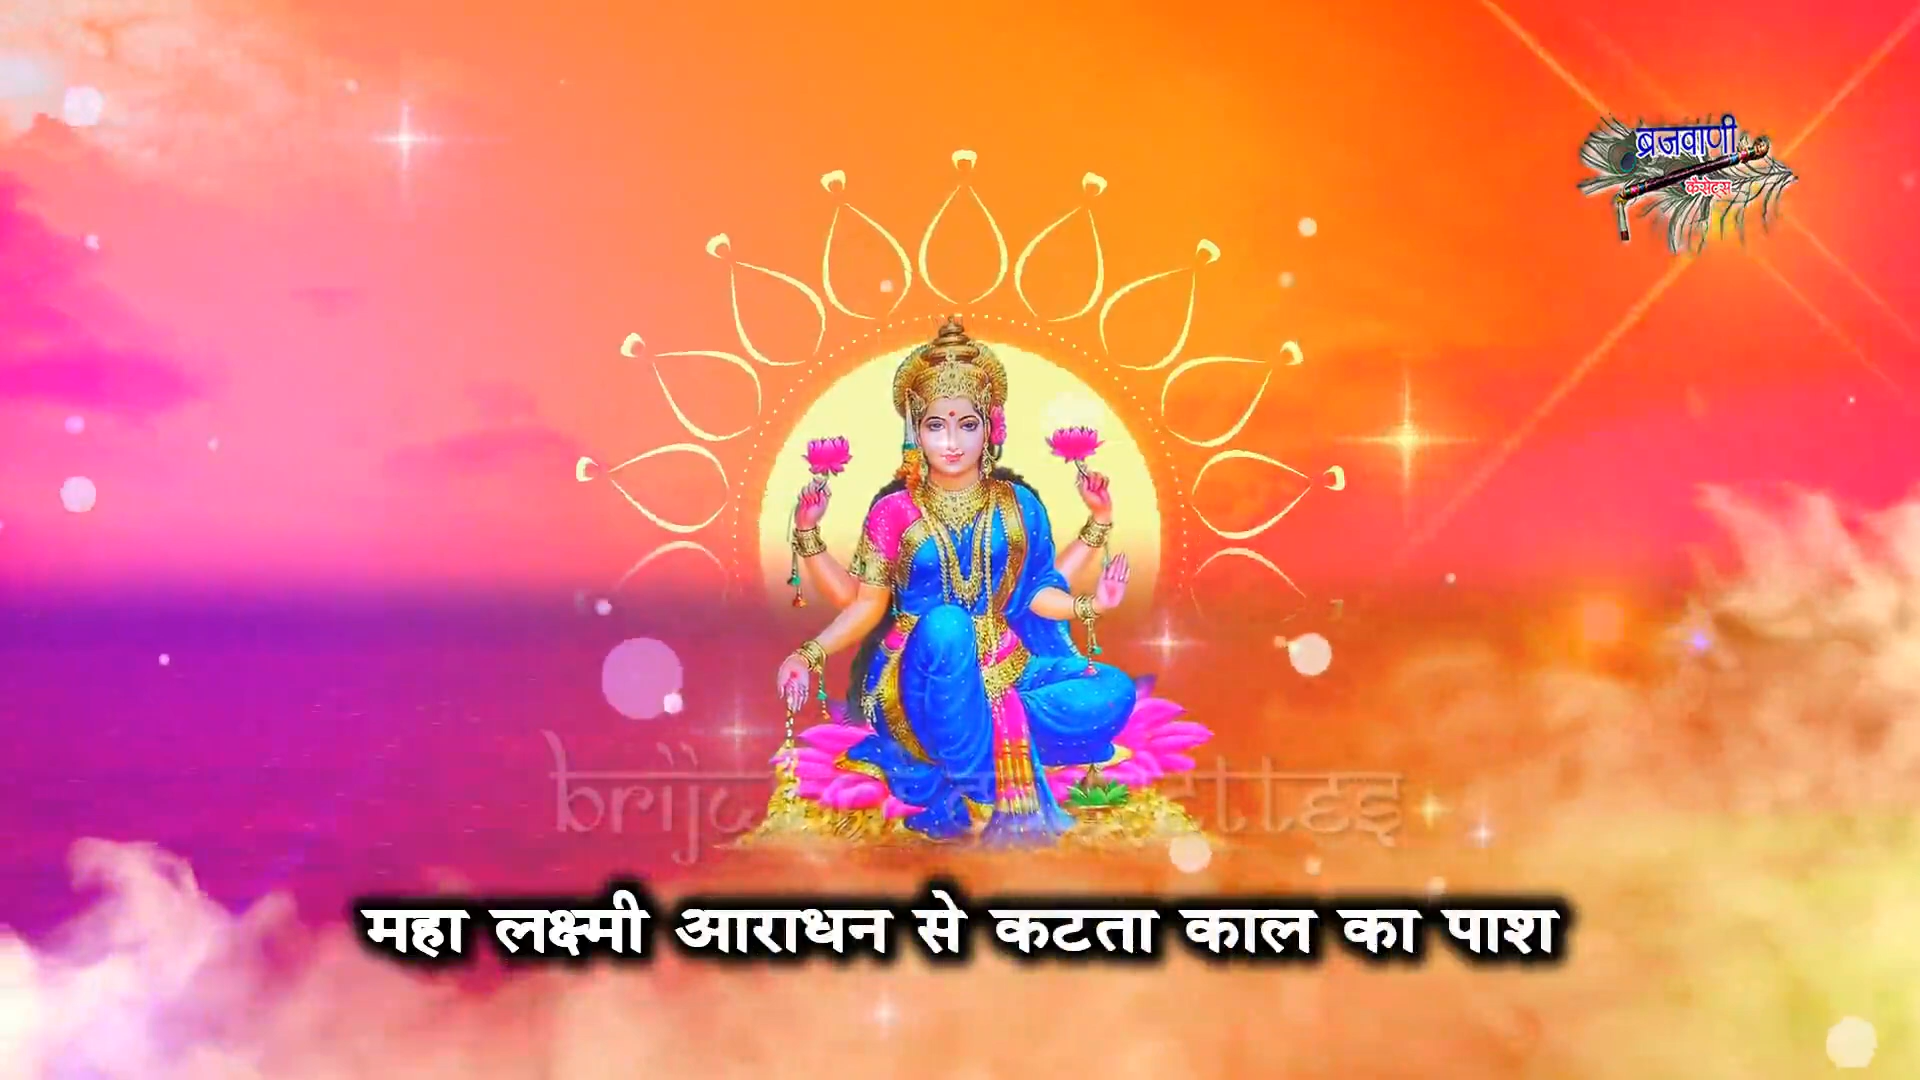 ब्रजवाणी
कैसेट्स
महा लक्ष्मी आराधन से कटता काल का पाश